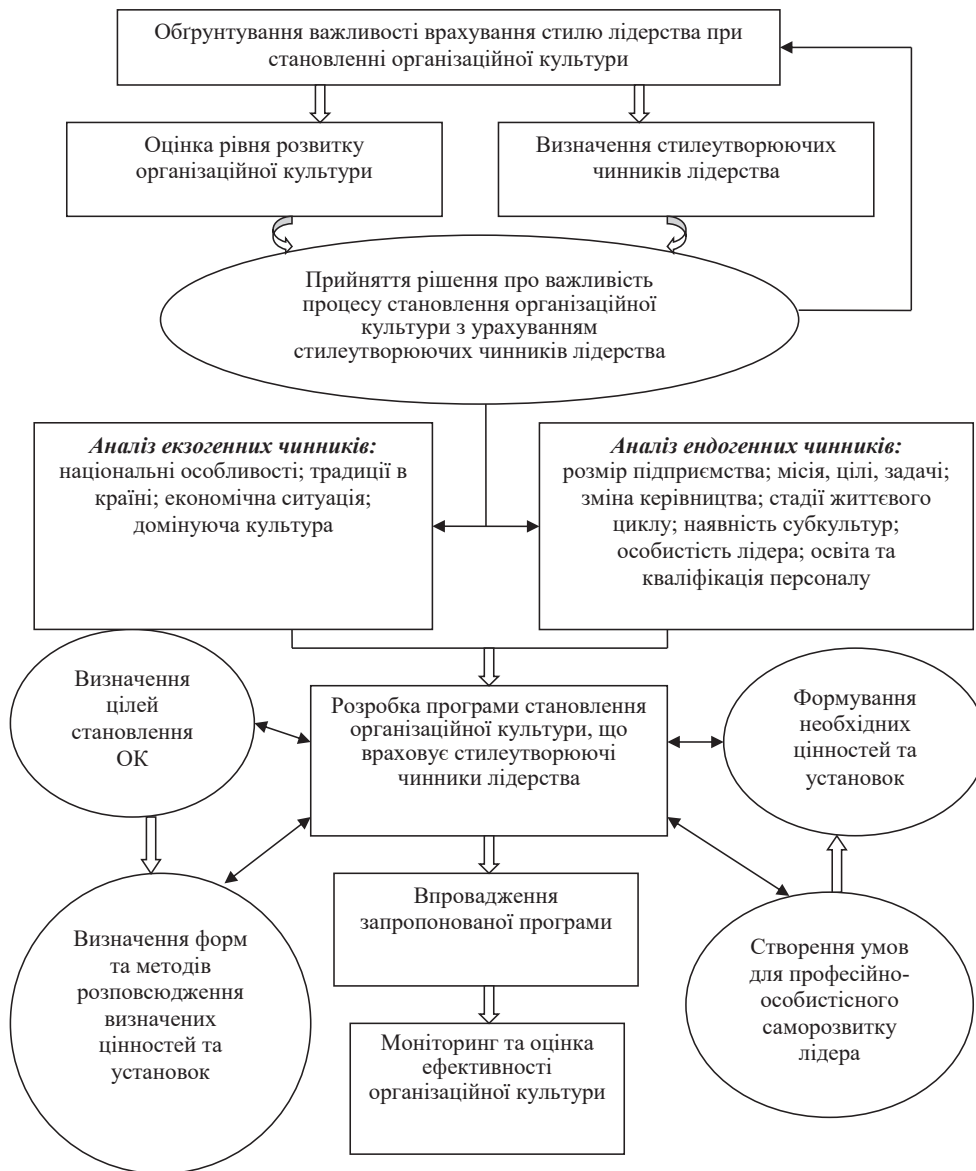 Обґрунтування важливості врахування стилю лідерства при
становленні організаційної культури
Оцінка рівня розвитку
організаційної культури
Визначення стилеутворюючих
чинників лідерства
Прийняття рішення про важливість
процесу становлення організаційної
культури з урахуванням
стилеутворюючих чинників лідерства
Аналіз екзогенних чинників:
національні особливості; традиції в
країні; економічна ситуація;
домінуюча культура
Аналіз ендогенних чинників:
розмір підприємства; місія, цілі, задачі;
зміна керівництва; стадії життєвого
циклу; наявність субкультур;
особистість лідера; освіта та
кваліфікація персоналу
Визначення
цілей
становлення
ОК
Розробка програми становлення
організаційної культури, що
враховує стилеутворюючі
чинники лідерства
Формування
необхідних
цінностей та
установок
Визначення форм
та методів
розповсюдження
визначених
цінностей та
установок
Впровадження
запропонованої програми
Створення умов
для професійно-
особистісного
саморозвитку
лідера
Моніторинг та оцінка
ефективності
організаційної культури